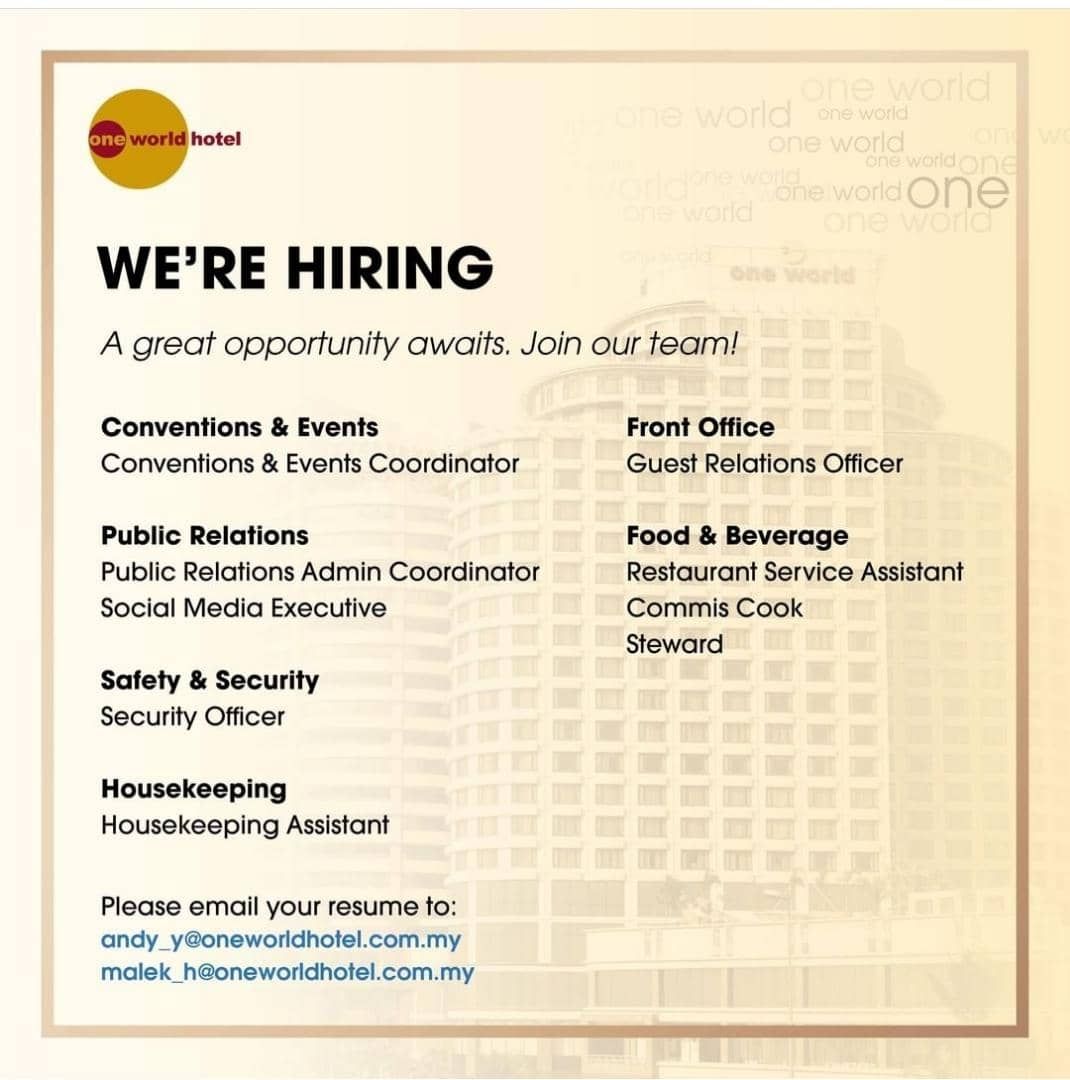 one world hotel
one world
one world
one world
one world
one world
one world
one
one world
one
one world
one world
one world
one world
one world
WE'RE HIRING
A great opportunity awaits. Join our team!
Conventions & Events
Conventions & Events Coordinator
Public Relations
Public Relations Admin Coordinator
Social Media Executive
Safety & Security
Security Officer
Housekeeping
Housekeeping Assistant
Front Office
Guest Relations Officer
Food & Beverage
Restaurant Service Assistant
Commis Cook
Steward
Please email your resume to:
andy_y@oneworldhotel.com.my
malek_h@oneworldhotel.com.my